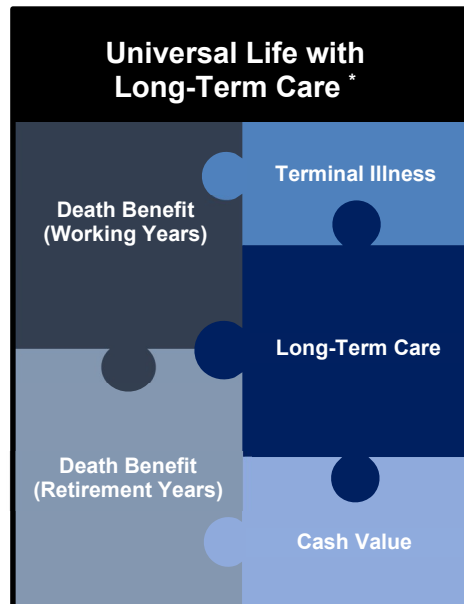 Universal Life with
Long-Term Care *
Death Benefit
(Working Years)
Terminal Illness
Long-Term Care
Death Benefit
(Retirement Years)
Cash Value